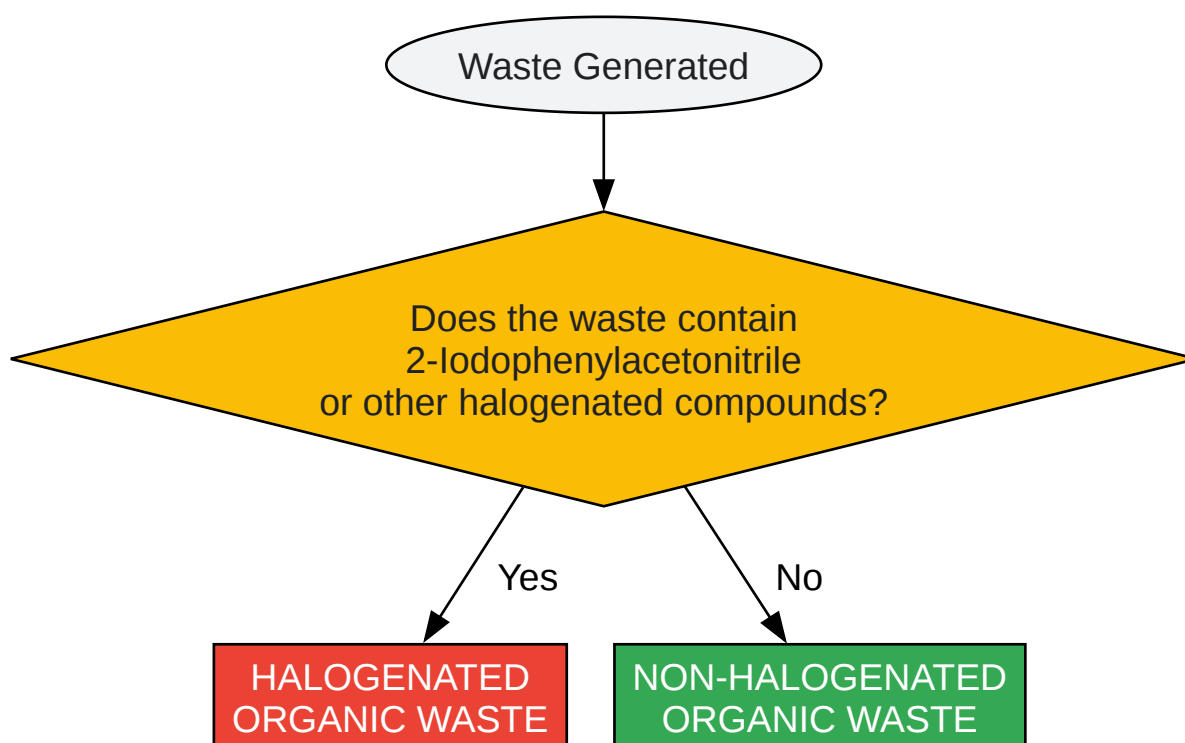 Waste Generated
Does the waste contain
2-Iodophenylacetonitrile
or other halogenated compounds?
Yes
No
HALOGENATED
ORGANIC WASTE
NON-HALOGENATED
ORGANIC WASTE